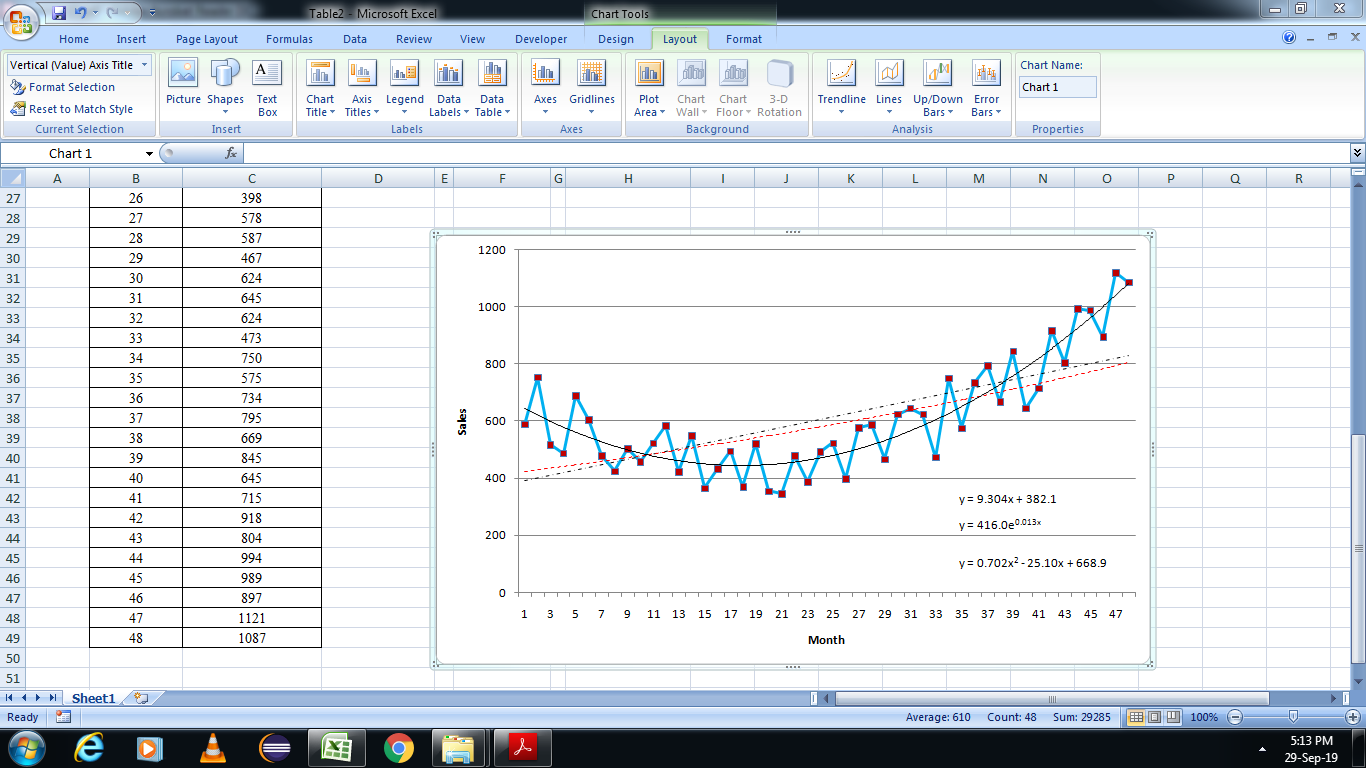 Table2 - Microsoft Excel
Chart Tools
Home Insert Page Layout Formulas Data Review View Developer Design Layout Format
Vertical (Value) Axis Title
Format Selection
Reset to Match Style
Current Selection
Picture Shapes Text Box
Insert
Chart Title Axis Titles Legend Data Labels Data Table
Labels
Axes Gridlines
Axes
Plot Area Chart Wall Chart Floor 3-D Rotation
Background
Trendline Lines Up/Down Bars Error Bars
Analysis
Chart Name:
Chart 1
Properties
Chart 1 fx
A B C D E F G H I J K L M N O P Q R
27 26 398
28 27 578
29 28 587
30 29 467
31 30 624
32 31 645
33 32 624
34 33 473
35 34 750
36 35 575
37 36 734
38 37 795
39 38 669
40 39 845
41 40 645
42 41 715
43 42 918
44 43 804
45 44 994
46 45 989
47 46 897
48 47 1121
49 48 1087
50
51
1200
1000
800
600
400
200
0
Sales
y = 9.304x + 382.1
y = 416.0e^0.013x
y = 0.702x² - 25.10x + 668.9
1 3 5 7 9 11 13 15 17 19 21 23 25 27 29 31 33 35 37 39 41 43 45 47
Month
Sheet1
Ready Average: 610 Count: 48 Sum: 29285 100%
5:13 PM
29-Sep-19